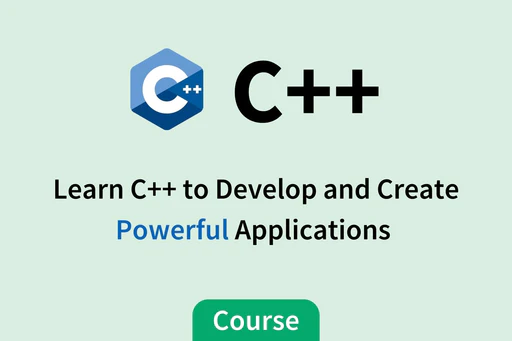 C++ C++
Learn C++ to Develop and Create
Powerful Applications
Course